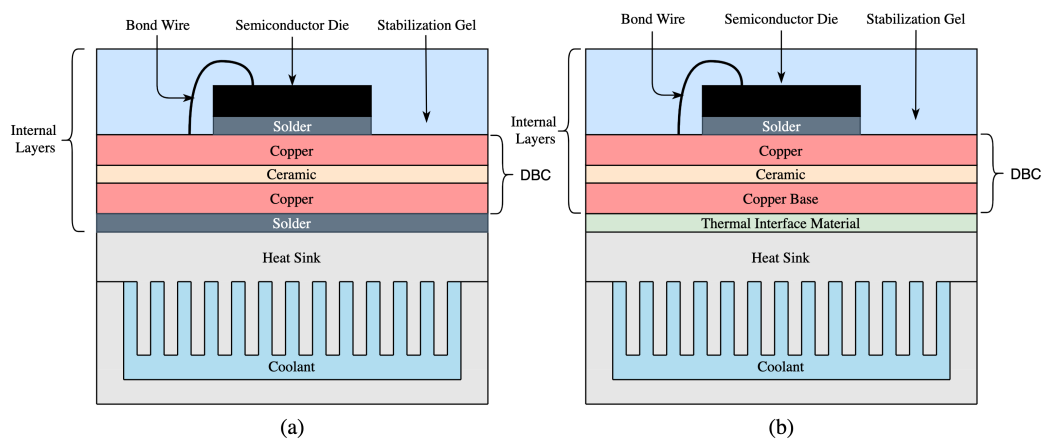 Bond Wire
Semiconductor Die
Stabilization Gel
Internal
Layers
Solder
Copper
Ceramic
Copper
DBC
Solder
Heat Sink
Coolant
(a)
Bond Wire
Semiconductor Die
Stabilization Gel
Internal
Layers
Solder
Copper
Ceramic
Copper Base
DBC
Thermal Interface Material
Heat Sink
Coolant
(b)